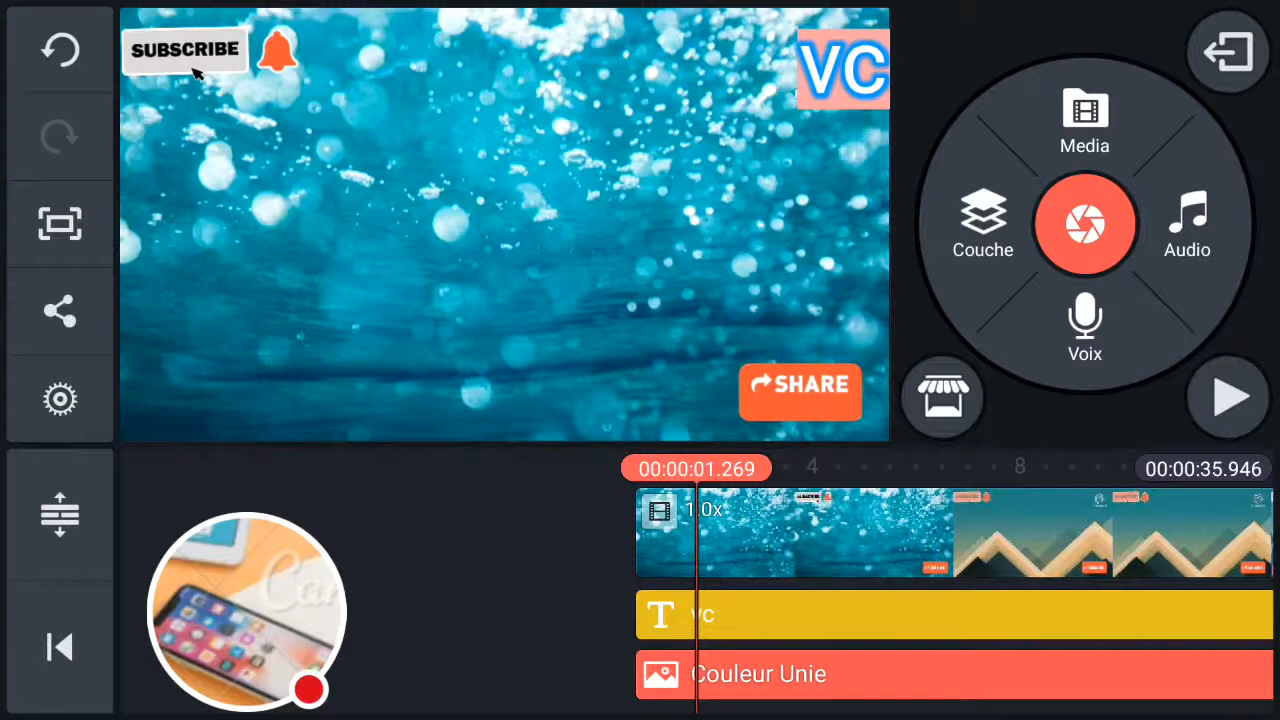 SUBSCRIBE
VC
SHARE
Media
Couche
Audio
Voix
00:00:01.269
4
8
00:00:35.946
1.0x
SUBSCRIBE
T vc
Couleur Unie